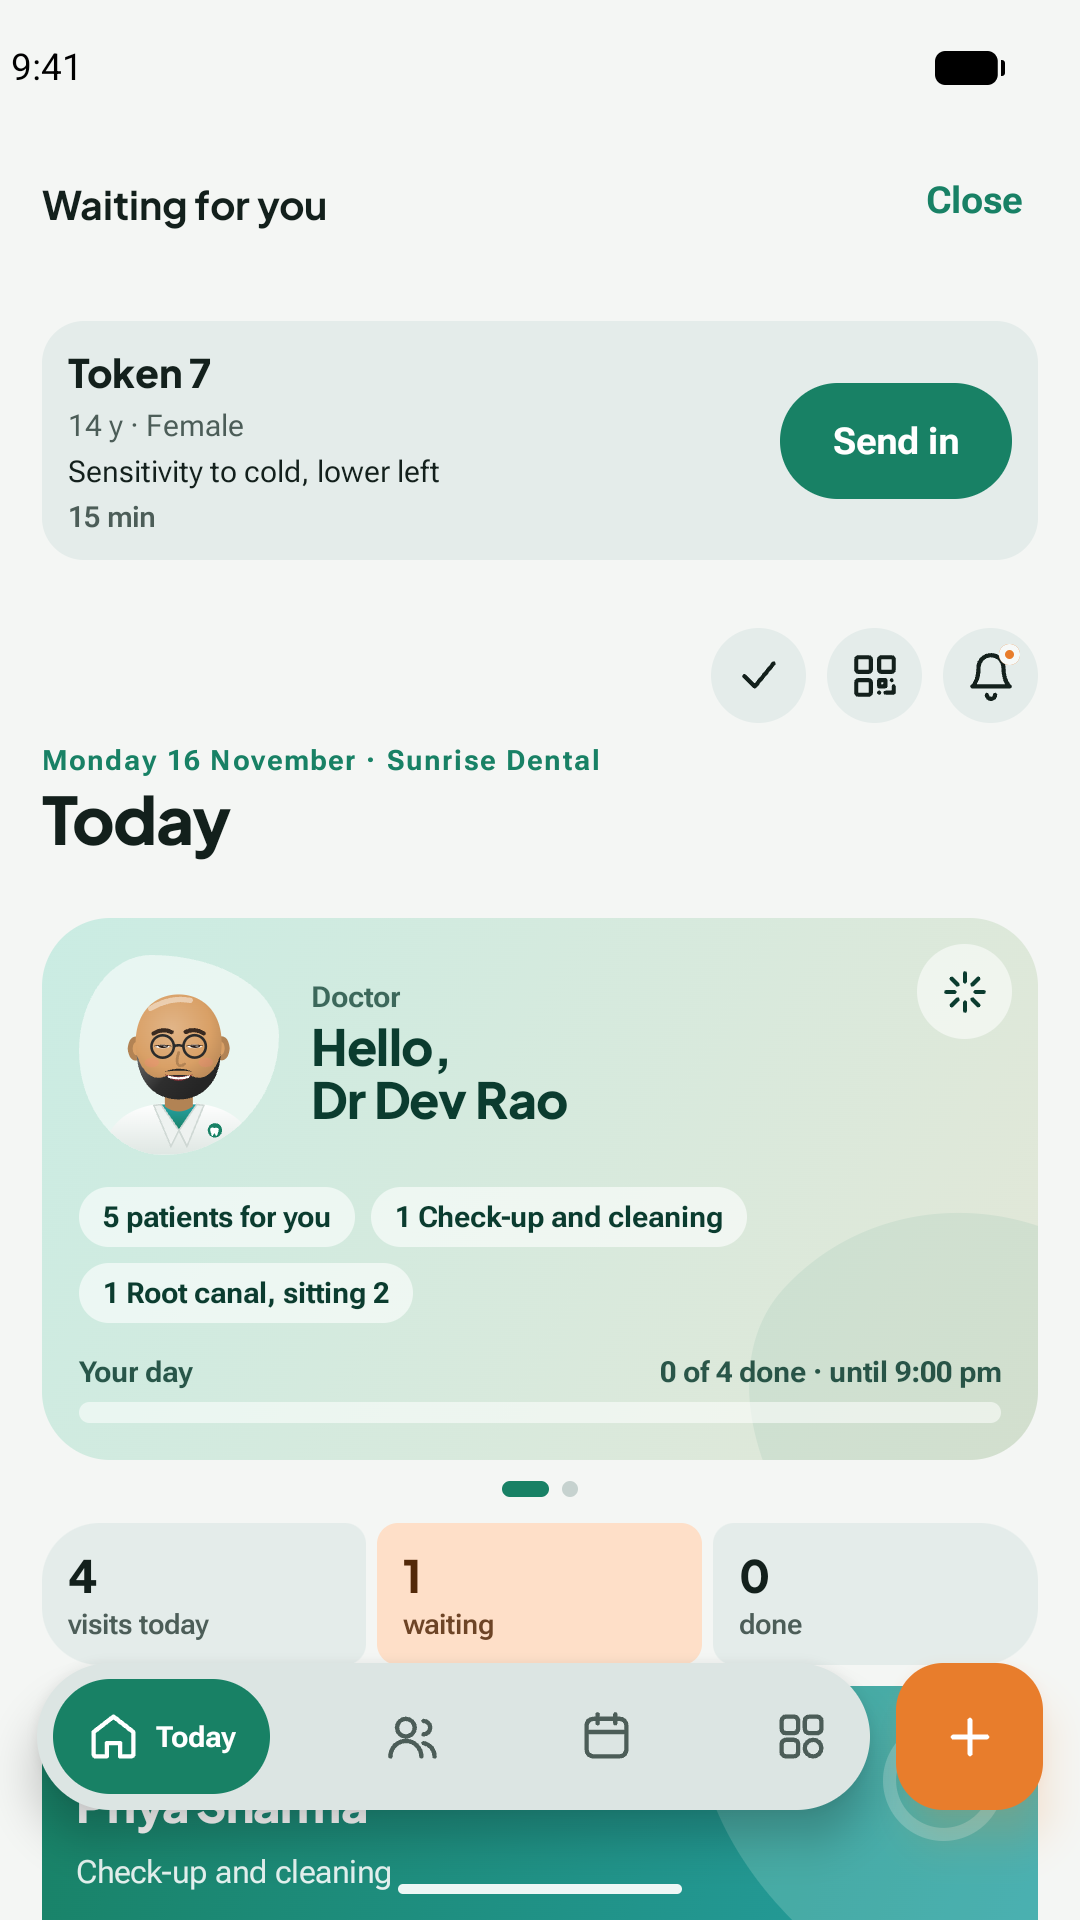 9:41
Waiting for you
Close
Token 7
14 y · Female
Sensitivity to cold, lower left
15 min
Send in
Monday 16 November · Sunrise Dental
Today
Doctor
Hello,
Dr Dev Rao
5 patients for you
1 Check-up and cleaning
1 Root canal, sitting 2
Your day
0 of 4 done · until 9:00 pm
4
visits today
1
waiting
0
done
Today
Priya Sharma
Check-up and cleaning